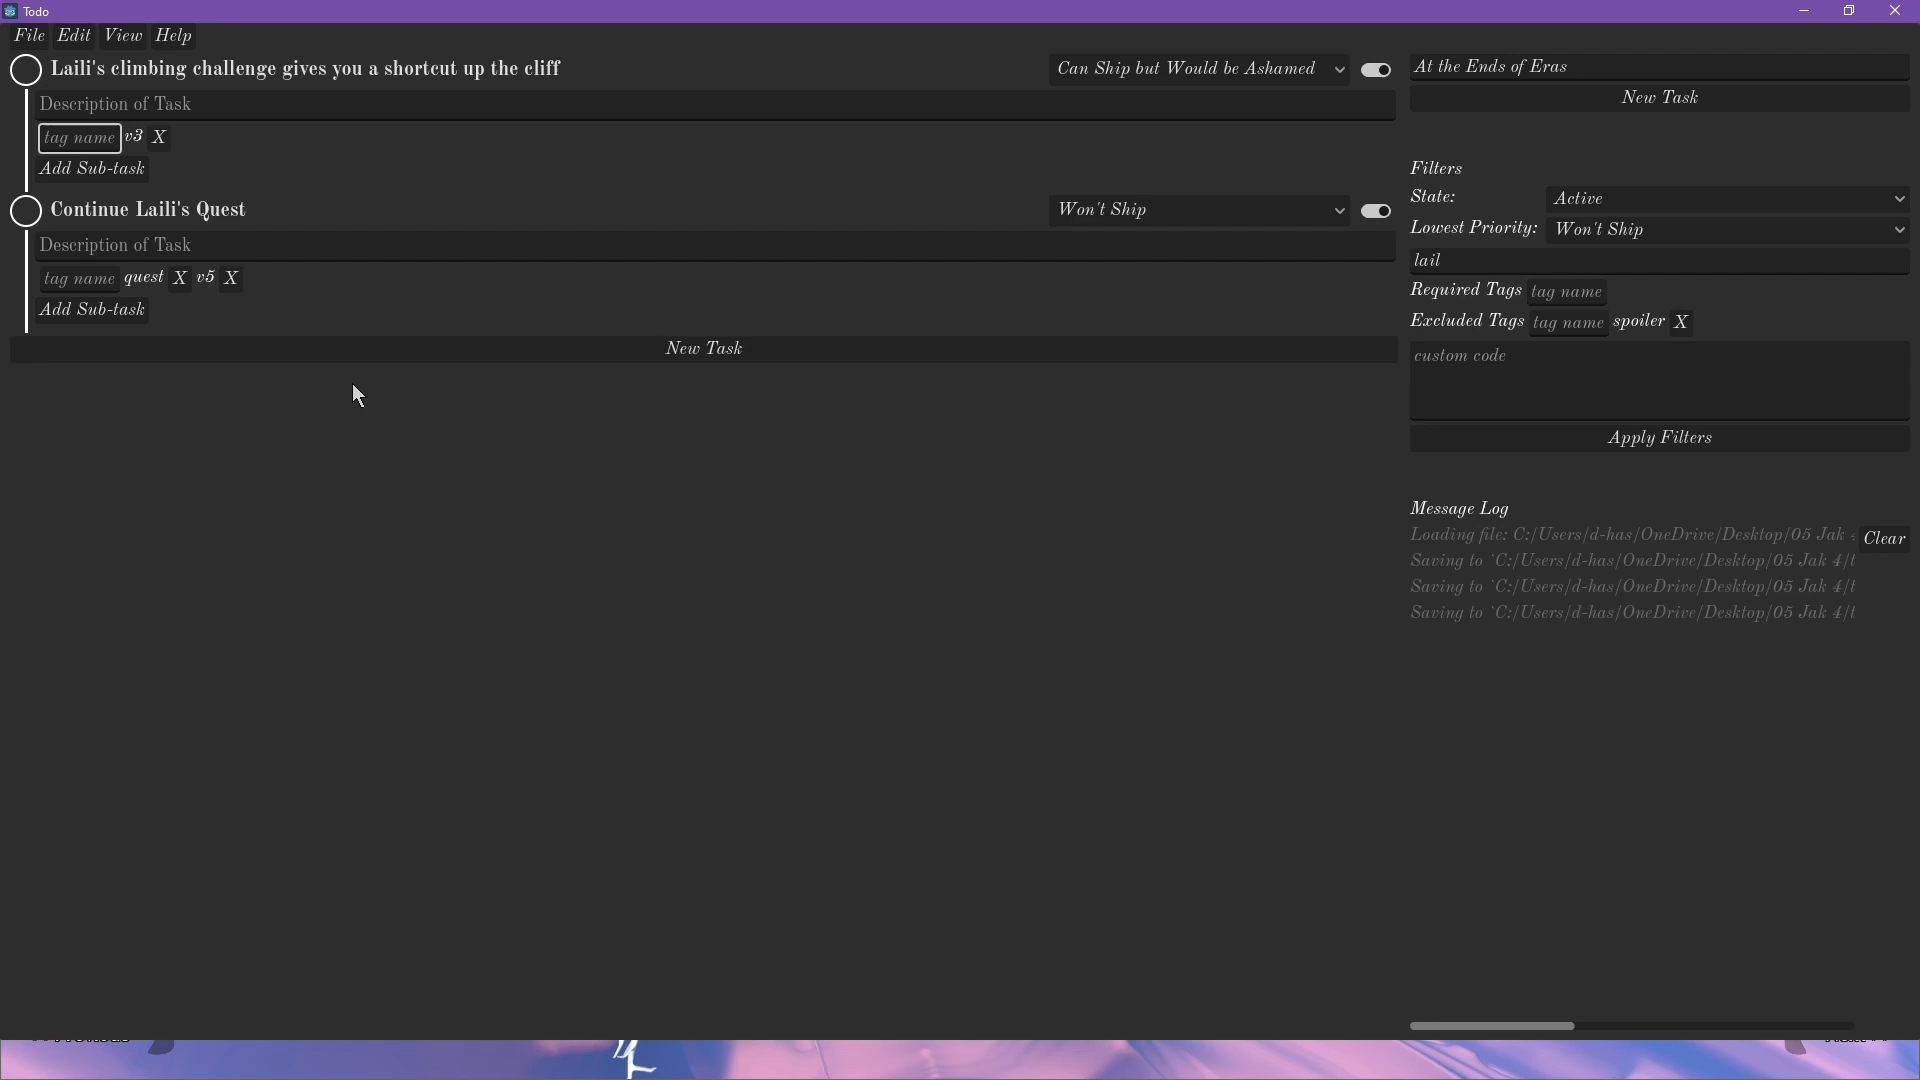 Todo
File Edit View Help
Laili's climbing challenge gives you a shortcut up the cliff
Can Ship but Would be Ashamed
Description of Task
tag name v3 X
Add Sub-task
Continue Laili's Quest
Won't Ship
Description of Task
tag name quest X v5 X
Add Sub-task
New Task
At the Ends of Eras
New Task
Filters
State: Active
Lowest Priority: Won't Ship
lail
Required Tags tag name
Excluded Tags tag name spoiler X
custom code
Apply Filters
Message Log
Loading file: C:/Users/d-has/OneDrive/Desktop/05 Jak
Clear
Saving to `C:/Users/d-has/OneDrive/Desktop/05 Jak 4/t
Saving to `C:/Users/d-has/OneDrive/Desktop/05 Jak 4/t
Saving to `C:/Users/d-has/OneDrive/Desktop/05 Jak 4/t